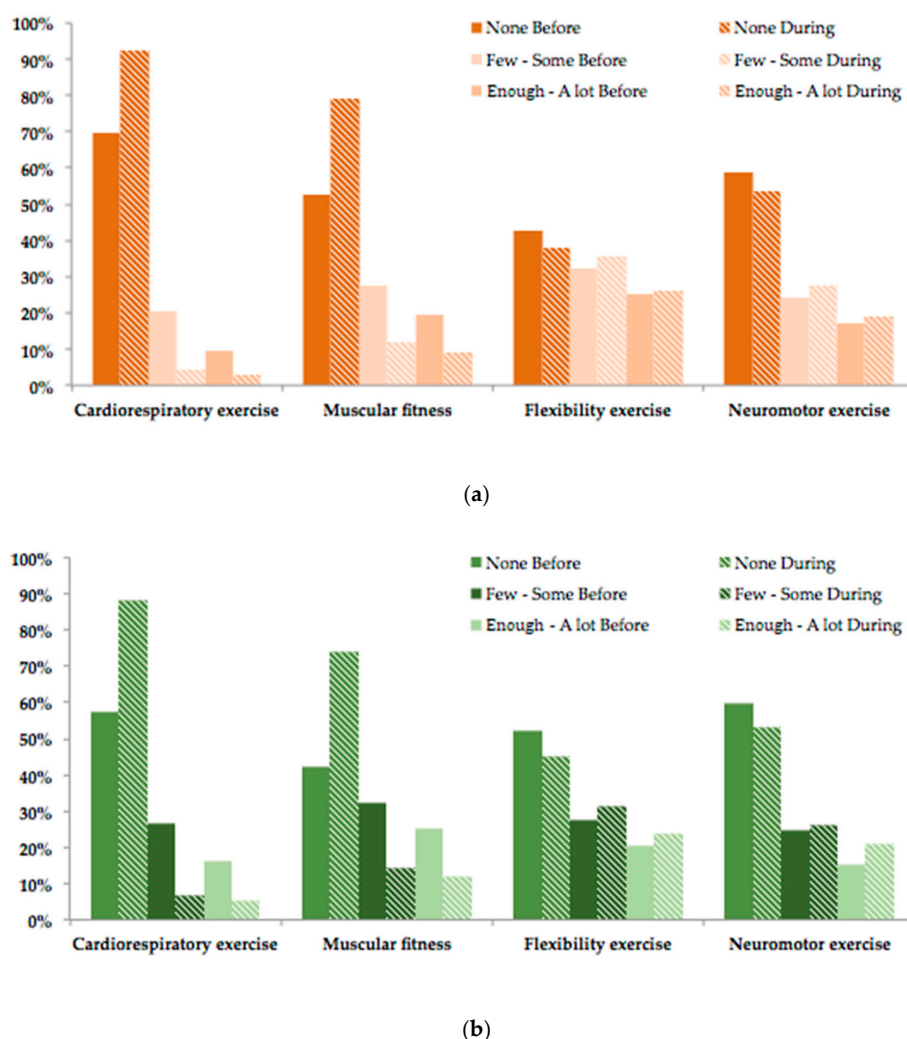 100%
90%
80%
70%
60%
50%
40%
30%
20%
10%
0%
None Before
None During
Few - Some Before
Few - Some During
Enough - A lot Before
Enough - A lot During
Cardiorespiratory exercise
Muscular fitness
Flexibility exercise
Neuromotor exercise
(a)
100%
90%
80%
70%
60%
50%
40%
30%
20%
10%
0%
None Before
None During
Few - Some Before
Few - Some During
Enough - A lot Before
Enough - A lot During
Cardiorespiratory exercise
Muscular fitness
Flexibility exercise
Neuromotor exercise
(b)